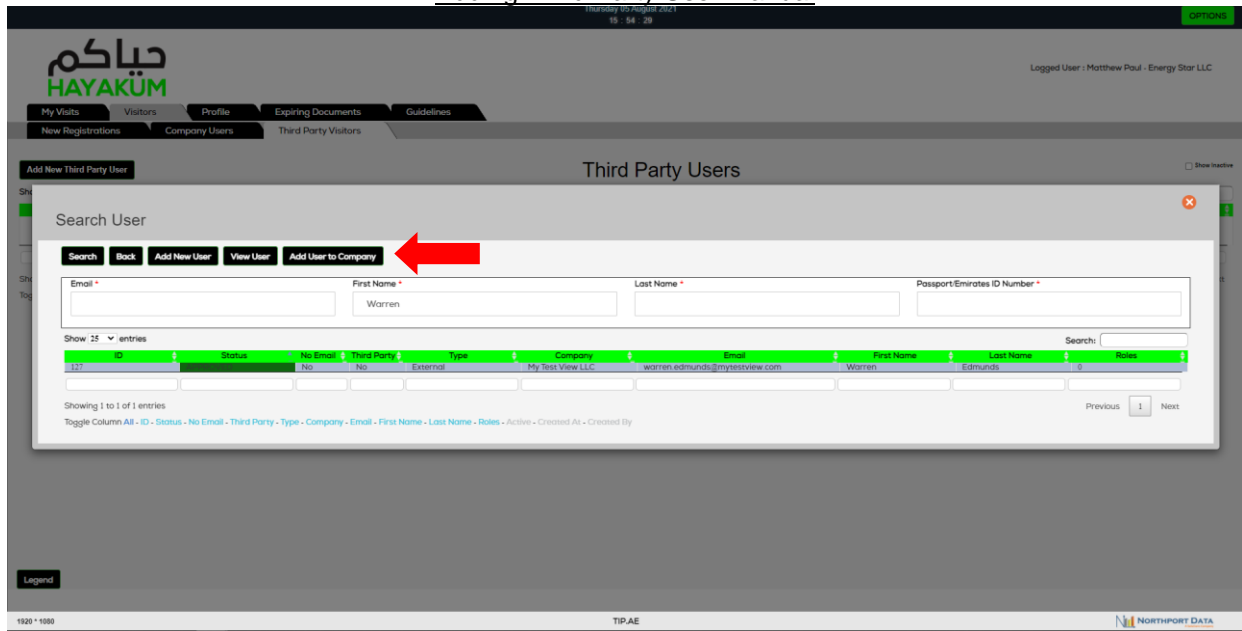 Thursday 05 August 2021
15 : 54 : 29
OPTIONS
حياكم
HAYAKUM
Logged User : Matthew Paul - Energy Star LLC
My Visits Visitors Profile Expiring Documents Guidelines
New Registrations Company Users Third Party Visitors
Add New Third Party User
Third Party Users
Show Inactive
Search User
Search Back Add New User View User Add User to Company
Email * First Name * Last Name * Passport/Emirates ID Number *
Warren
Show 25 entries
Search:
ID Status No Email Third Party Type Company Email First Name Last Name Roles
127 No No External My Test View LLC warren.edmunds@mytestview.com Warren Edmunds 0
Showing 1 to 1 of 1 entries
Previous 1 Next
Toggle Column All - ID - Status - No Email - Third Party - Type - Company - Email - First Name - Last Name - Roles - Active - Created At - Created By
Legend
1920 * 1080
TIP.AE
NORTHPORT DATA